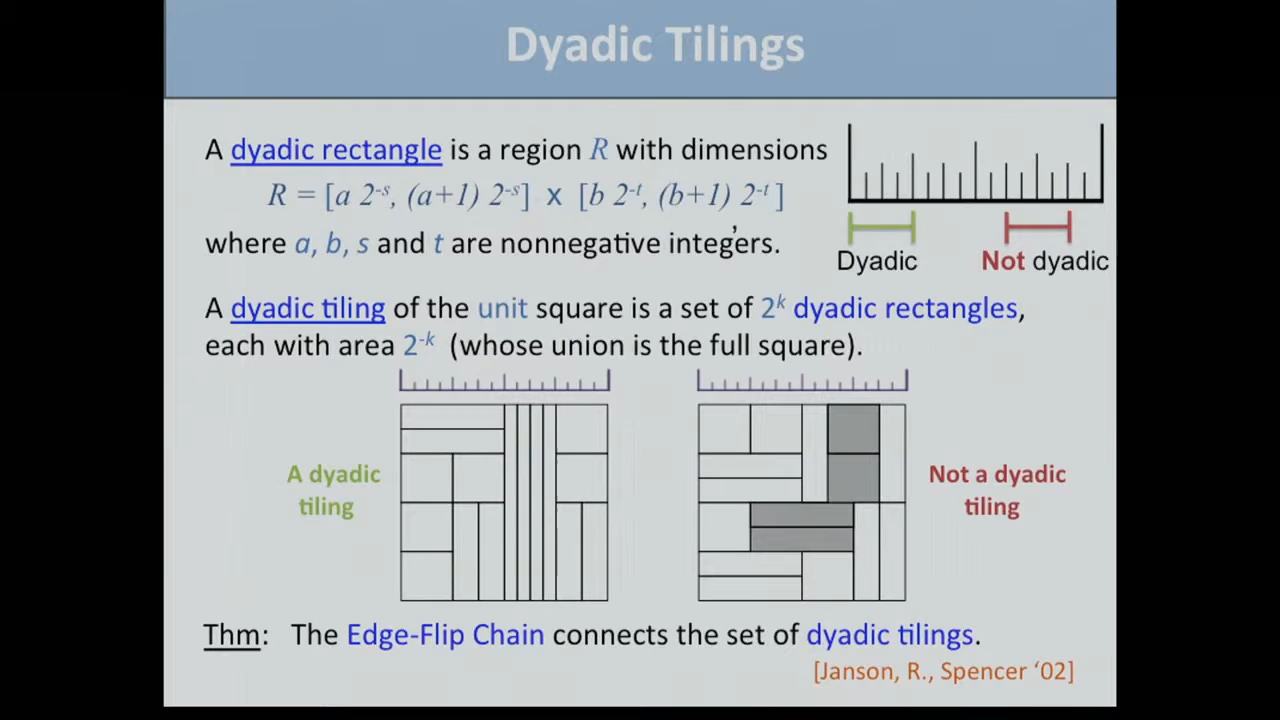 Dyadic Tilings
A dyadic rectangle is a region R with dimensions
R = [a 2⁻ˢ, (a+1) 2⁻ˢ] x [b 2⁻ᵗ, (b+1) 2⁻ᵗ ]
where a, b, s and t are nonnegative integers.
Dyadic
Not dyadic
A dyadic tiling of the unit square is a set of 2ᵏ dyadic rectangles,
each with area 2⁻ᵏ (whose union is the full square).
A dyadic
tiling
Not a dyadic
tiling
Thm: The Edge-Flip Chain connects the set of dyadic tilings.
[Janson, R., Spencer ‘02]